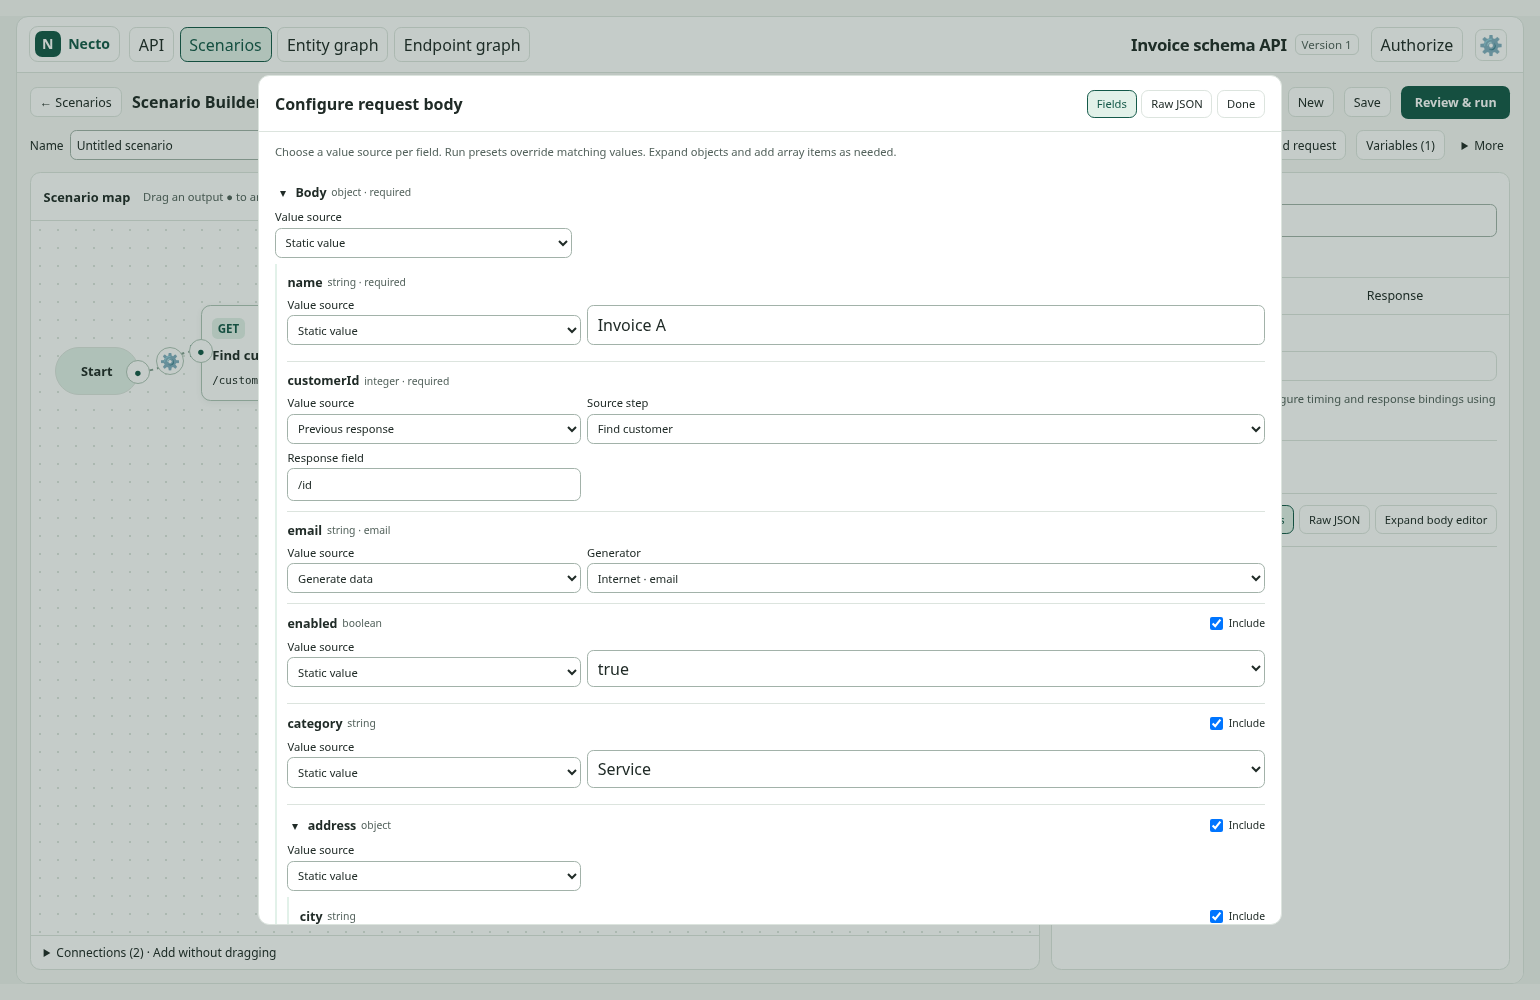 N Necto API Scenarios Entity graph Endpoint graph Invoice schema API Version 1 Authorize
← Scenarios Scenario Builder New Save Review & run
Name Untitled scenario d request Variables (1) ▶ More
Scenario map Drag an output ● to a
Configure request body Fields Raw JSON Done
Choose a value source per field. Run presets override matching values. Expand objects and add array items as needed.
▼ Body object · required
Value source
Static value
name string · required
Value source
Static value Invoice A
customerId integer · required
Value source Source step
Previous response Find customer
Response field
/id
email string · email
Value source Generator
Generate data Internet · email
enabled boolean Include
Value source
Static value true
category string Include
Value source
Static value Service
▼ address object Include
Value source
Static value
city string Include
Start
GET
Find cu
/custom
Response
gure timing and response bindings using
s Raw JSON Expand body editor
▶ Connections (2) · Add without dragging